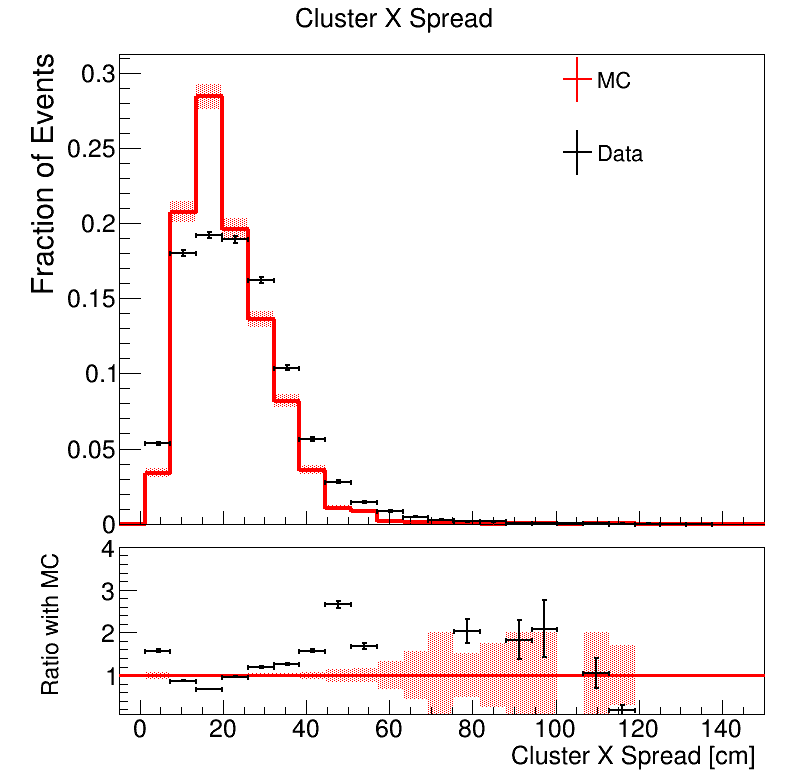 Cluster X Spread
Fraction of Events
0.3
0.25
0.2
0.15
0.1
0.05
0
MC
Data
Ratio with MC
4
3
2
1
0 20 40 60 80 100 120 140
Cluster X Spread [cm]